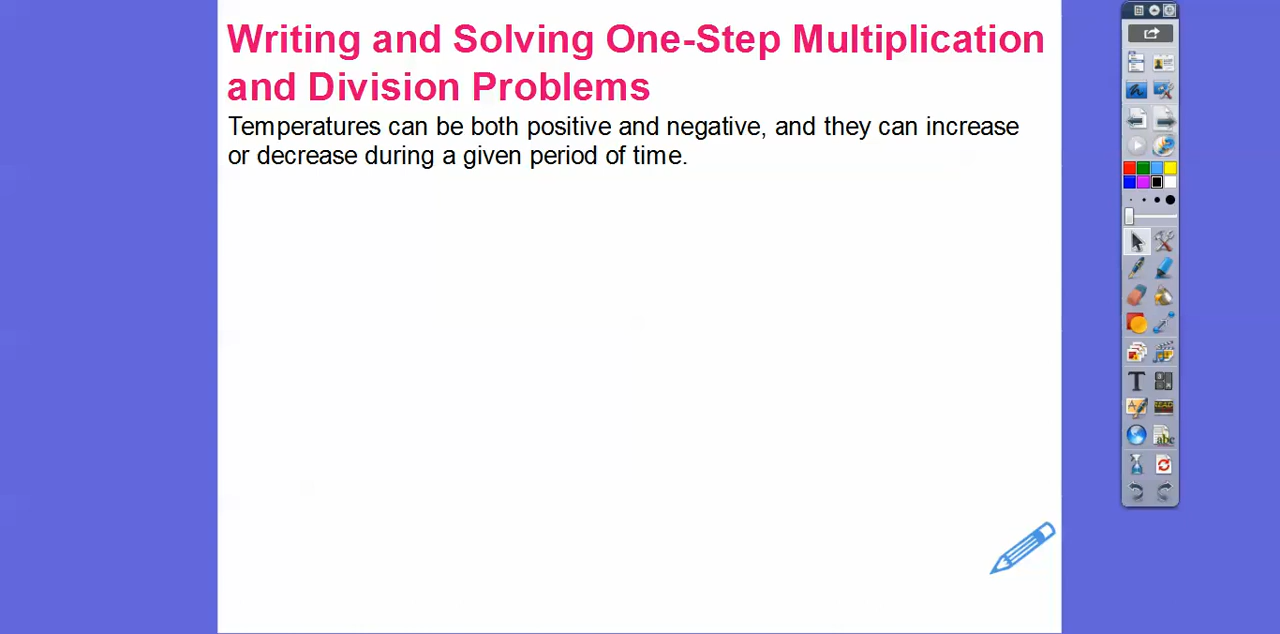 Writing and Solving One-Step Multiplication
and Division Problems
Temperatures can be both positive and negative, and they can increase
or decrease during a given period of time.